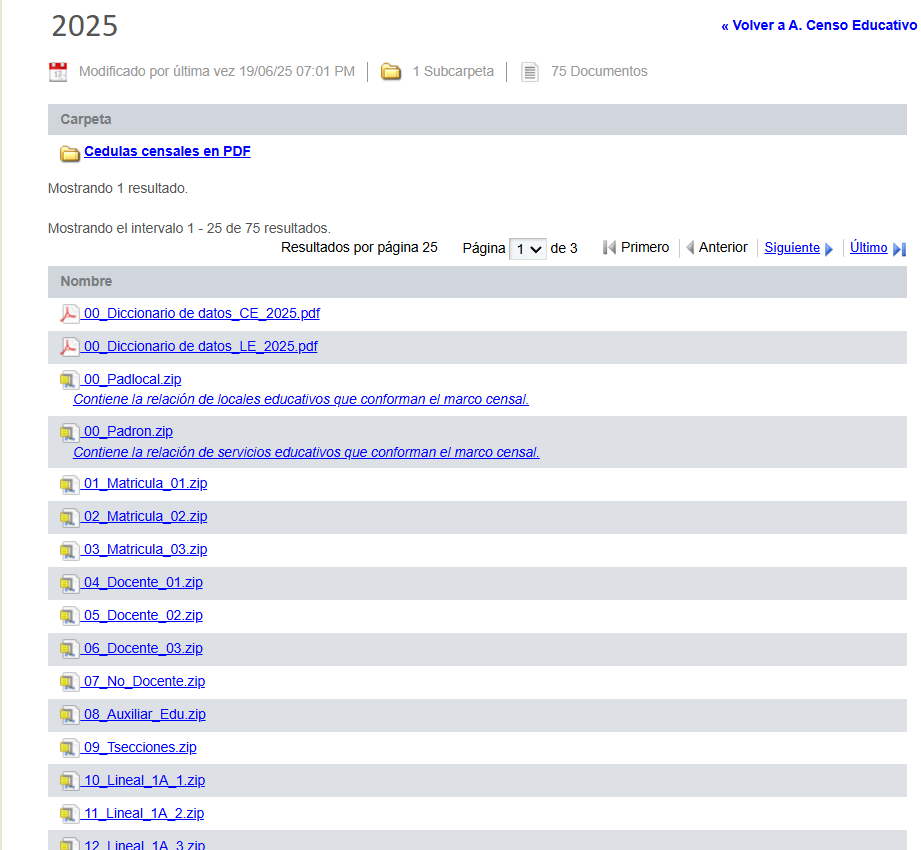 2025
« Volver a A. Censo Educativo
Modificado por última vez 19/06/25 07:01 PM
1 Subcarpeta
75 Documentos
Carpeta
Cedulas censales en PDF
Mostrando 1 resultado.
Mostrando el intervalo 1 - 25 de 75 resultados.
Resultados por página 25 Página 1 de 3 Primero Anterior Siguiente Último
Nombre
00_Diccionario de datos_CE_2025.pdf
00_Diccionario de datos_LE_2025.pdf
00_Padlocal.zip
Contiene la relación de locales educativos que conforman el marco censal.
00_Padron.zip
Contiene la relación de servicios educativos que conforman el marco censal.
01_Matricula_01.zip
02_Matricula_02.zip
03_Matricula_03.zip
04_Docente_01.zip
05_Docente_02.zip
06_Docente_03.zip
07_No_Docente.zip
08_Auxiliar_Edu.zip
09_Tsecciones.zip
10_Lineal_1A_1.zip
11_Lineal_1A_2.zip
12_Lineal_1A_3.zip